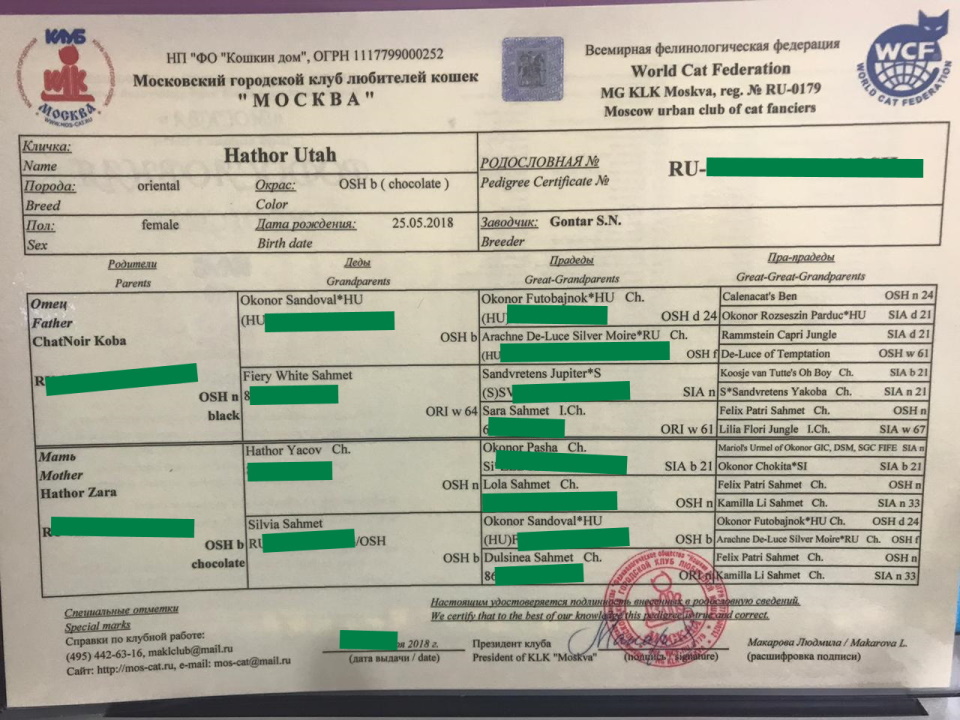 КЛУБ
МОСКВА
WWW.MOS-CAT.RU
НП "ФО "Кошкин дом", ОГРН 1117799000252
Московский городской клуб любителей кошек
"МОСКВА"
Всемирная фелинологическая федерация
World Cat Federation
MG KLK Moskva, reg. № RU-0179
Moscow urban club of cat fanciers
WCF
WORLD CAT FEDERATION
Кличка:
Name
Hathor Utah
РОДОСЛОВНАЯ №
Pedigree Certificate №
RU-
Порода:
Breed
oriental
Окрас:
Color
OSH b ( chocolate )
Пол:
Sex
female
Дата рождения:
Birth date
25.05.2018
Заводчик:
Breeder
Gontar S.N.
Родители
Parents
Деды
Grandparents
Прадеды
Great-Grandparents
Пра-прадеды
Great-Great-Grandparents
Отец
Father
ChatNoir Koba
OSH n
black
Мать
Mother
Hathor Zara
OSH b
chocolate
Okonor Sandoval*HU
(HU
OSH b
Fiery White Sahmet
8
ORI w 64
Hathor Yacov Ch.
OSH n
Silvia Sahmet
RU /OSH
OSH b
Okonor Futobajnok*HU Ch.
(HU
OSH d 24
Arachne De-Luce Silver Moire*RU Ch.
(HU
OSH f
Sandvretens Jupiter*S
(S)SV
SIA n
Sara Sahmet I.Ch.
6
ORI w 61
Okonor Pasha Ch.
SIA b 21
Lola Sahmet Ch.
OSH n
Okonor Sandoval*HU
(HU)F
OSH b
Dulsinea Sahmet Ch.
86
ORI n
Calenacat's Ben OSH n 24
Okonor Rozseszin Parduc*HU SIA d 21
Rammstein Capri Jungle SIA d 21
De-Luce of Temptation OSH w 61
Koosje van Tutte's Oh Boy Ch. SIA b 21
S*Sandvretens Yakoba Ch. SIA n 21
Felix Patri Sahmet Ch. OSH n
Lilia Flori Jungle I.Ch. SIA w 67
Mariol's Urmel of Okonor GIC, DSM, SGC FIFE SIA n
Okonor Chokita*SI SIA b 21
Felix Patri Sahmet Ch. OSH n
Kamilla Li Sahmet Ch. SIA n 33
Okonor Futobajnok*HU Ch. OSH d 24
Arachne De-Luce Silver Moire*RU Ch. OSH f
Felix Patri Sahmet Ch. OSH n
Kamilla Li Sahmet Ch. SIA n 33
Специальные отметки
Special marks
Справки по клубной работе:
(495) 442-63-16, maklclub@mail.ru
Сайт: http://mos-cat.ru, e-mail: mos-cat@mail.ru
Настоящим удостоверяется подлинность внесенных в родословную сведений.
We certify that to the best of our knowledge this pedigree is true and correct.
2018
(дата выдачи / date)
Президент клуба
President of KLK "Moskva"
(подпись / signature)
Макарова Людмила / Makarova L.
(расшифровка подписи)